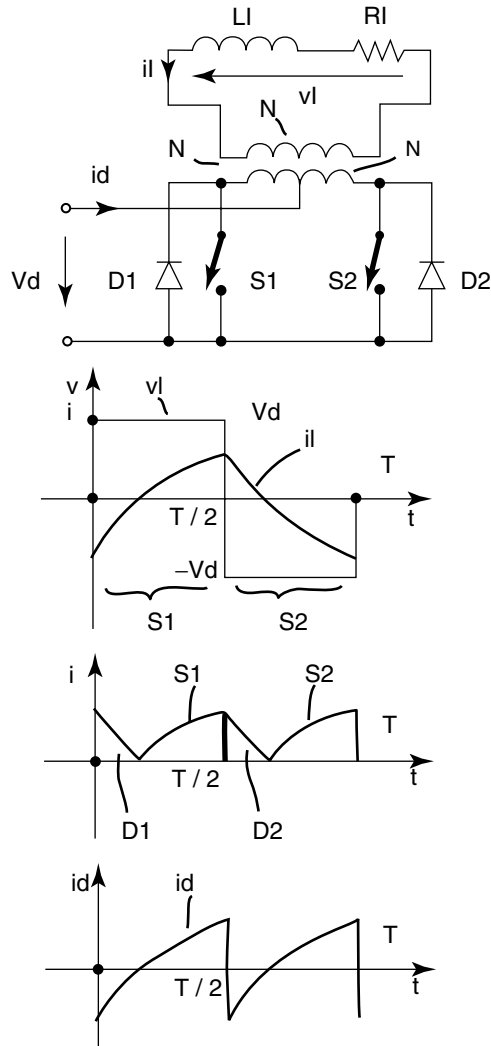 Ll Rl
il
vl
N
N N
id
Vd D1 S1 S2 D2
v vl Vd
i
il
T
T / 2 t
–Vd
S1 S2
i S1 S2
T
T / 2 t
D1 D2
id id
T
T / 2 t